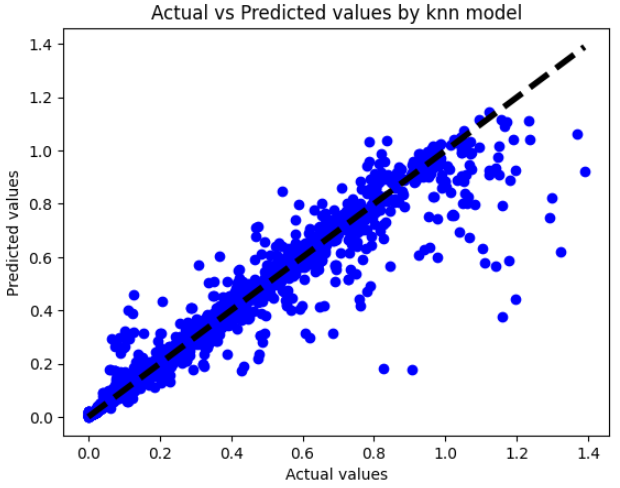 Actual vs Predicted values by knn model
Predicted values
1.4
1.2
1.0
0.8
0.6
0.4
0.2
0.0
0.0 0.2 0.4 0.6 0.8 1.0 1.2 1.4
Actual values